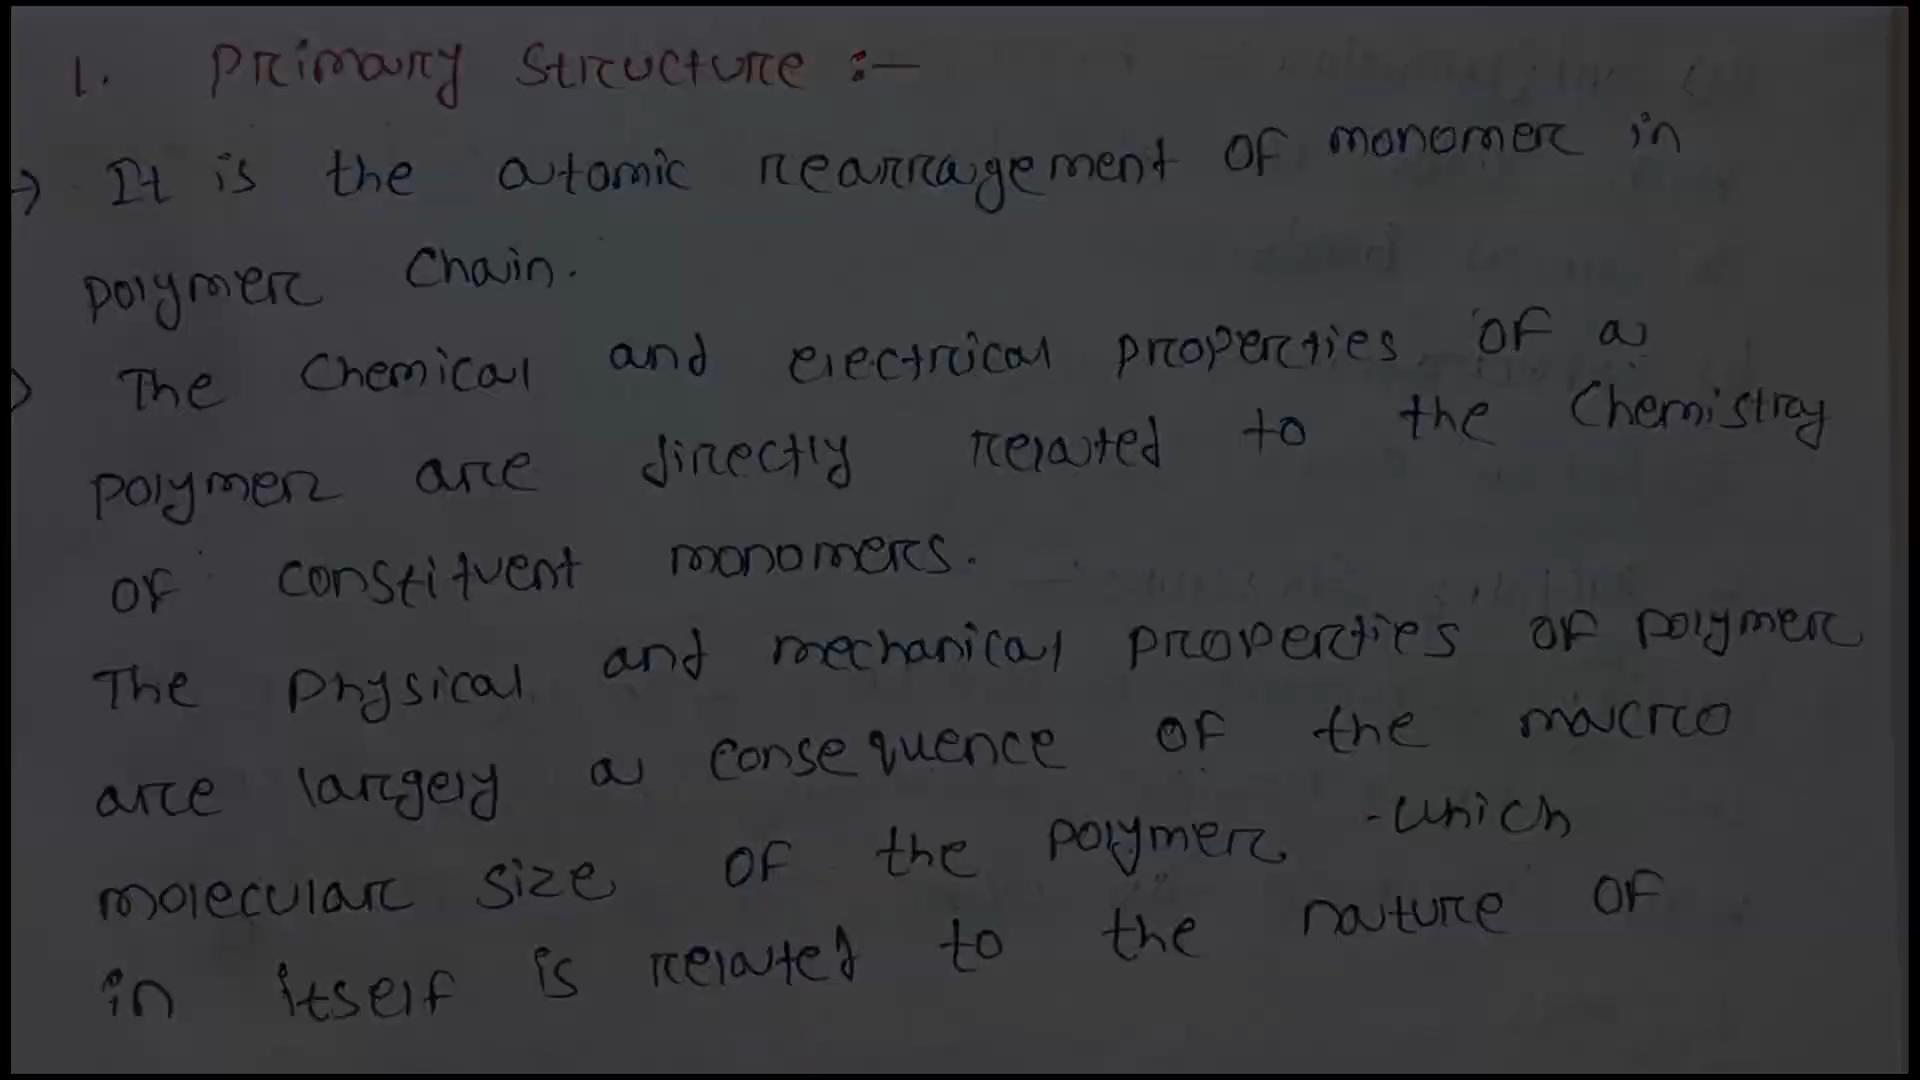 1. Primary Structure :-
→ It is the atomic rearragement of monomer in
polymer chain.
The chemical and electrical properties of a
polymer are directly related to the chemistry
of constituent monomers.
The physical and mechanical properties of polymer
are largely a consequence of the macro
molecular size of the polymer which
in itself is related to the nature of